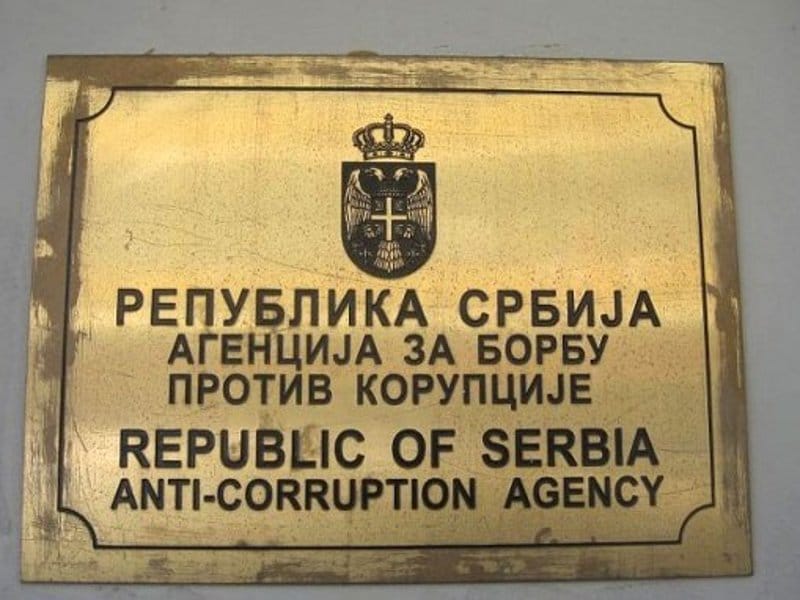 РЕПУБЛИКА СРБИЈА
АГЕНЦИЈА ЗА БОРБУ
ПРОТИВ КОРУПЦИЈЕ
REPUBLIC OF SERBIA
ANTI-CORRUPTION AGENCY